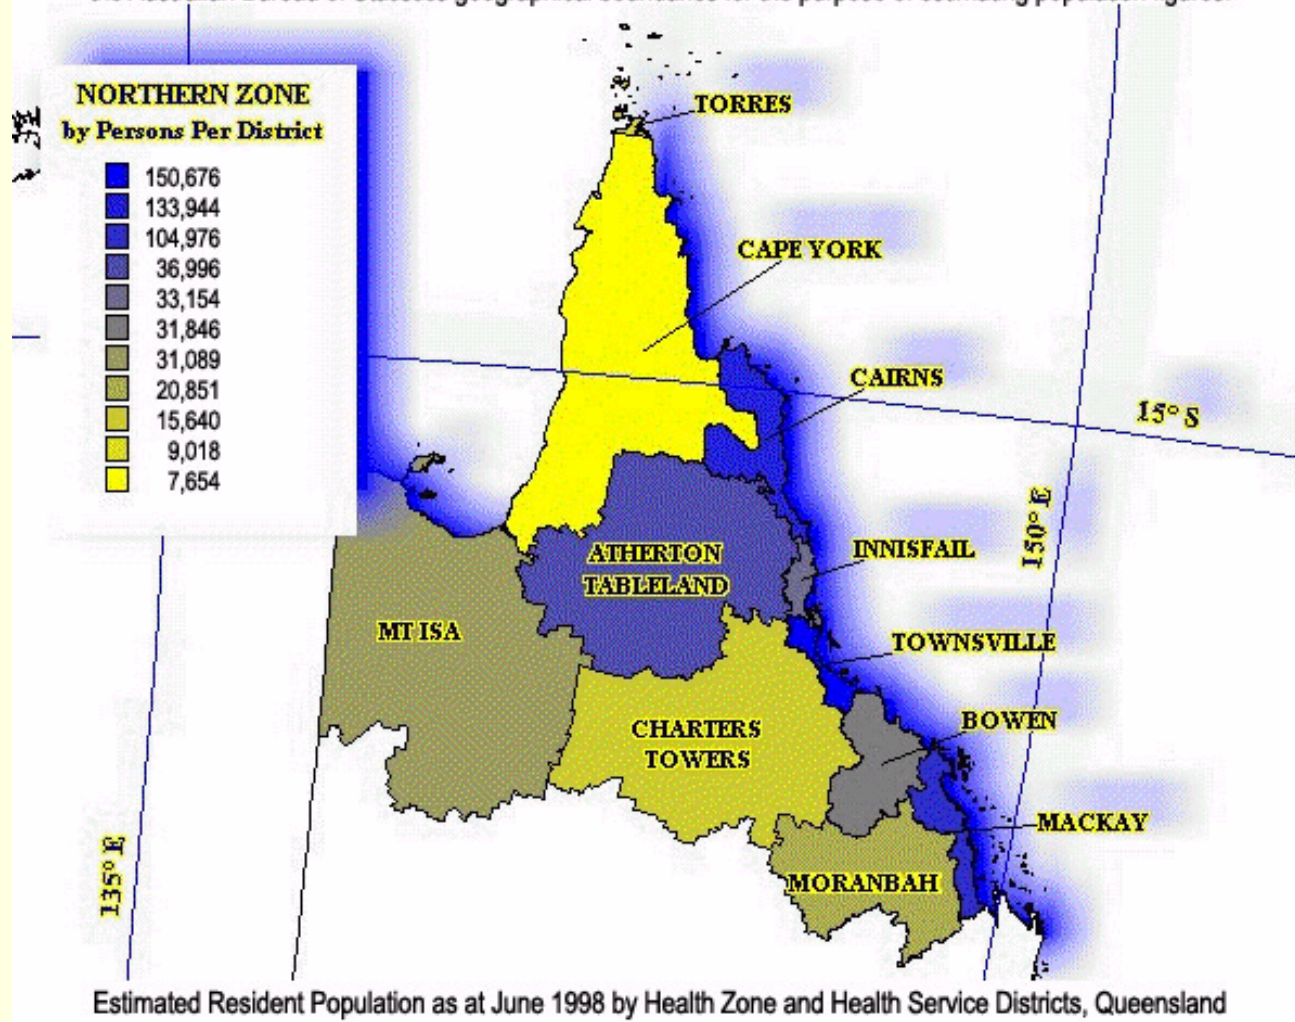 NORTHERN ZONE
by Persons Per District
150,676
133,944
104,976
36,996
33,154
31,846
31,089
20,851
15,640
9,018
7,654
TORRES
CAPE YORK
CAIRNS
15° S
150° E
INNISFAIL
ATHERTON
TABLELAND
MT ISA
TOWNSVILLE
BOWEN
CHARTERS
TOWERS
MACKAY
MORANBAH
135° E
Estimated Resident Population as at June 1998 by Health Zone and Health Service Districts, Queensland